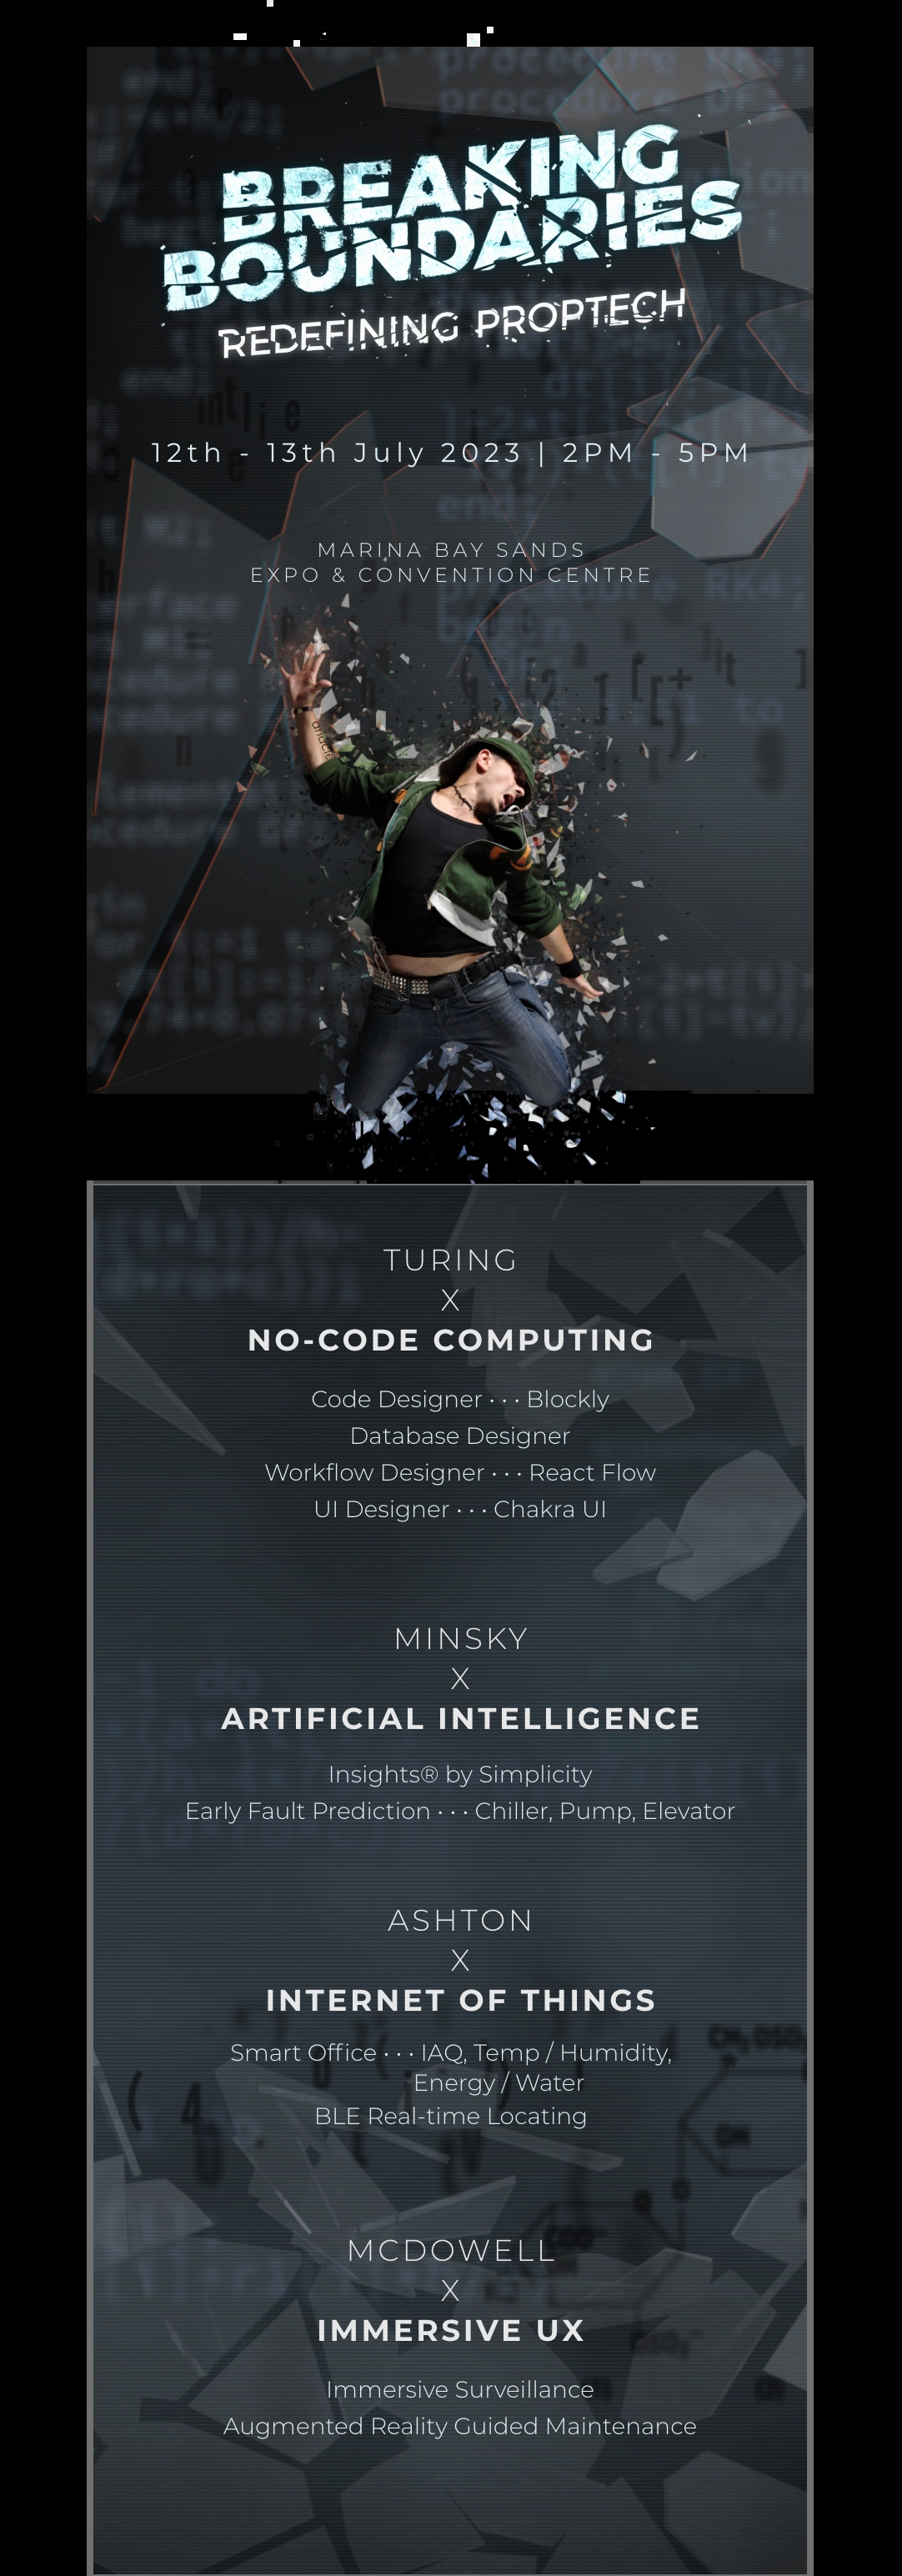 BREAKING
BOUNDARIES
REDEFINING PROPTECH
12th - 13th July 2023 | 2PM - 5PM
MARINA BAY SANDS
EXPO & CONVENTION CENTRE
TURING
X
NO-CODE COMPUTING
Code Designer • • • Blockly
Database Designer
Workflow Designer • • • React Flow
UI Designer • • • Chakra UI
MINSKY
X
ARTIFICIAL INTELLIGENCE
Insights® by Simplicity
Early Fault Prediction • • • Chiller, Pump, Elevator
ASHTON
X
INTERNET OF THINGS
Smart Office • • • IAQ, Temp / Humidity,
Energy / Water
BLE Real-time Locating
MCDOWELL
X
IMMERSIVE UX
Immersive Surveillance
Augmented Reality Guided Maintenance